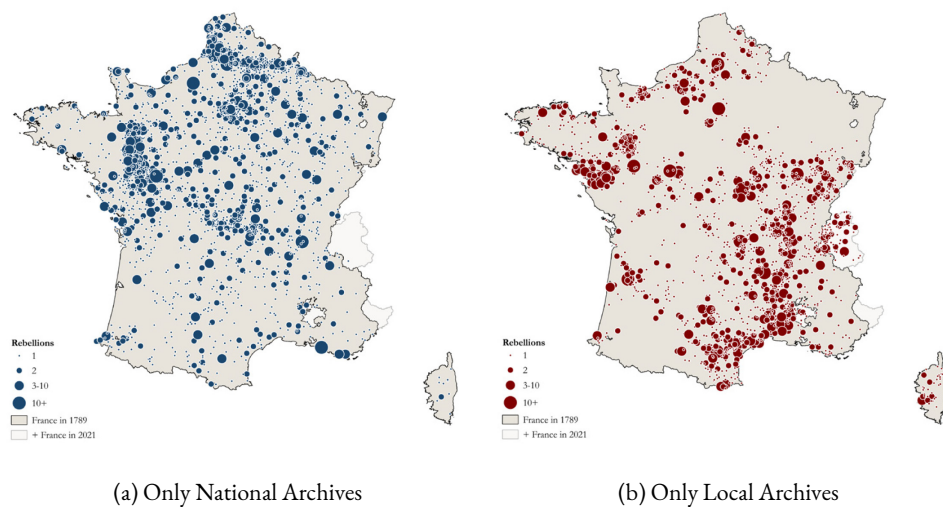 Rebellions
1
2
3-10
10+
France in 1789
+ France in 2021
Rebellions
1
2
3-10
10+
France in 1789
+ France in 2021
(a) Only National Archives
(b) Only Local Archives